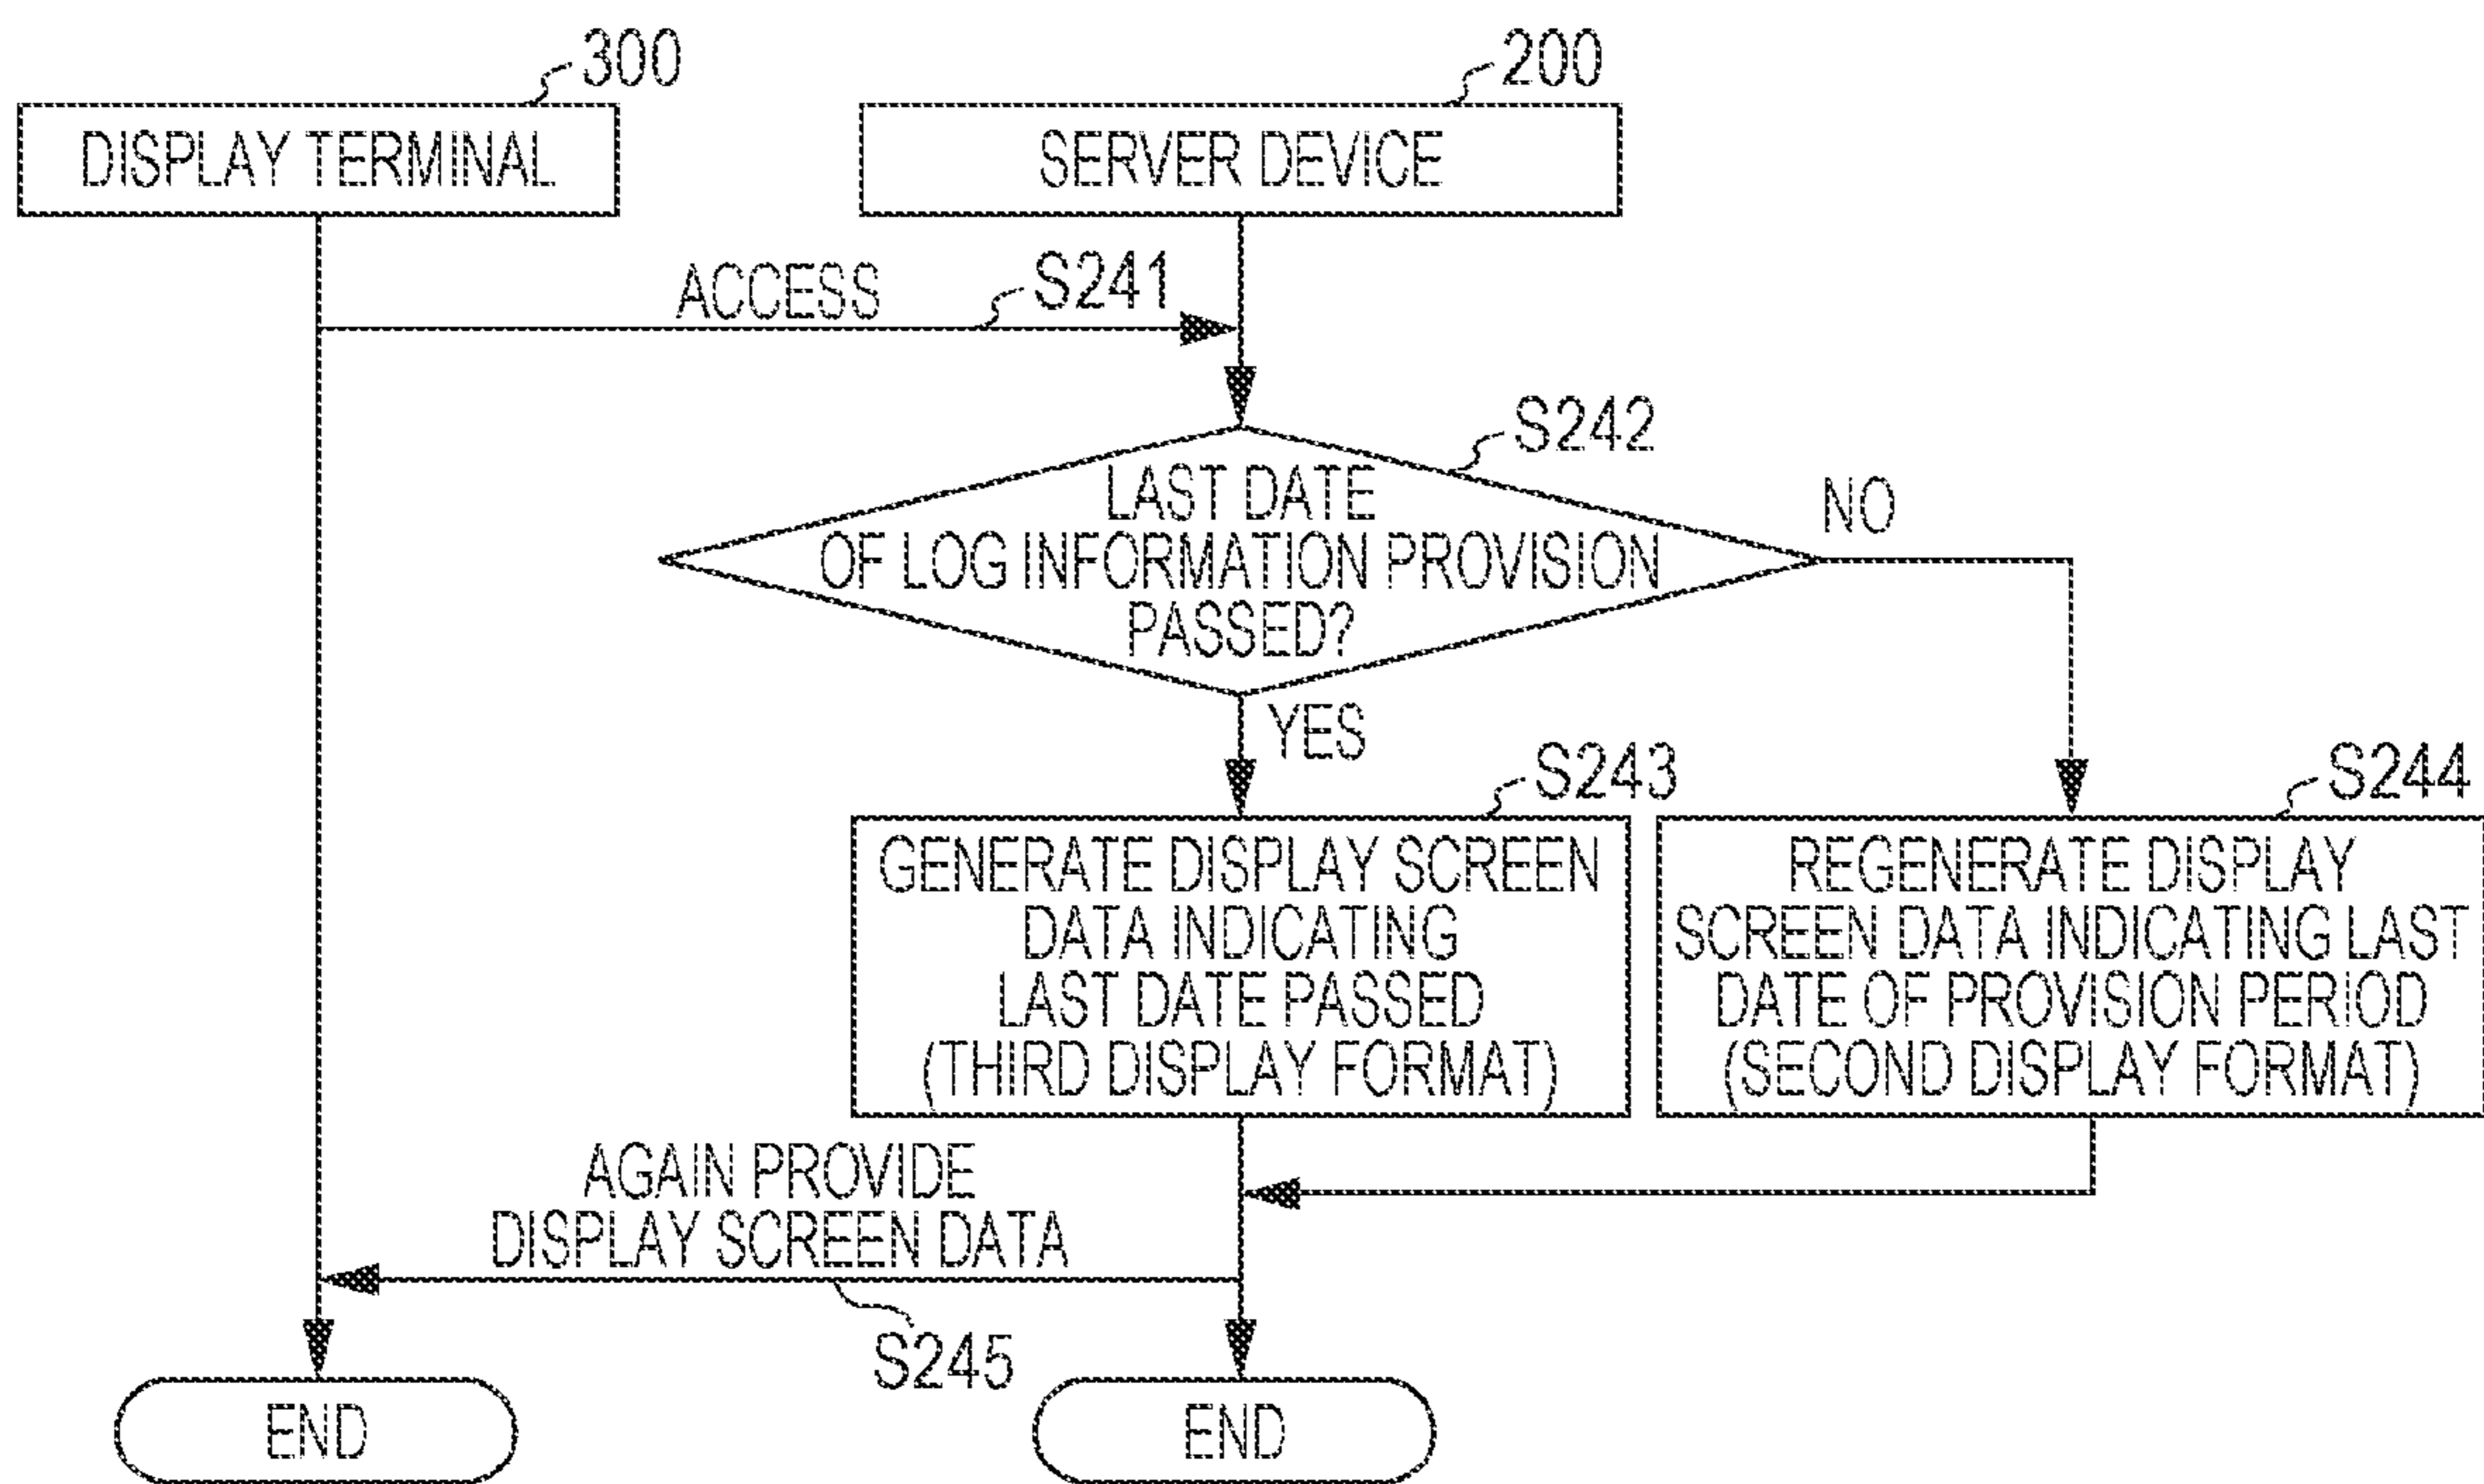 300
200
DISPLAY TERMINAL
SERVER DEVICE
ACCESS
S241
S242
LAST DATE
OF LOG INFORMATION PROVISION
PASSED?
NO
YES
S243
S244
GENERATE DISPLAY SCREEN
DATA INDICATING
LAST DATE PASSED
(THIRD DISPLAY FORMAT)
REGENERATE DISPLAY
SCREEN DATA INDICATING LAST
DATE OF PROVISION PERIOD
(SECOND DISPLAY FORMAT)
AGAIN PROVIDE
DISPLAY SCREEN DATA
S245
END
END